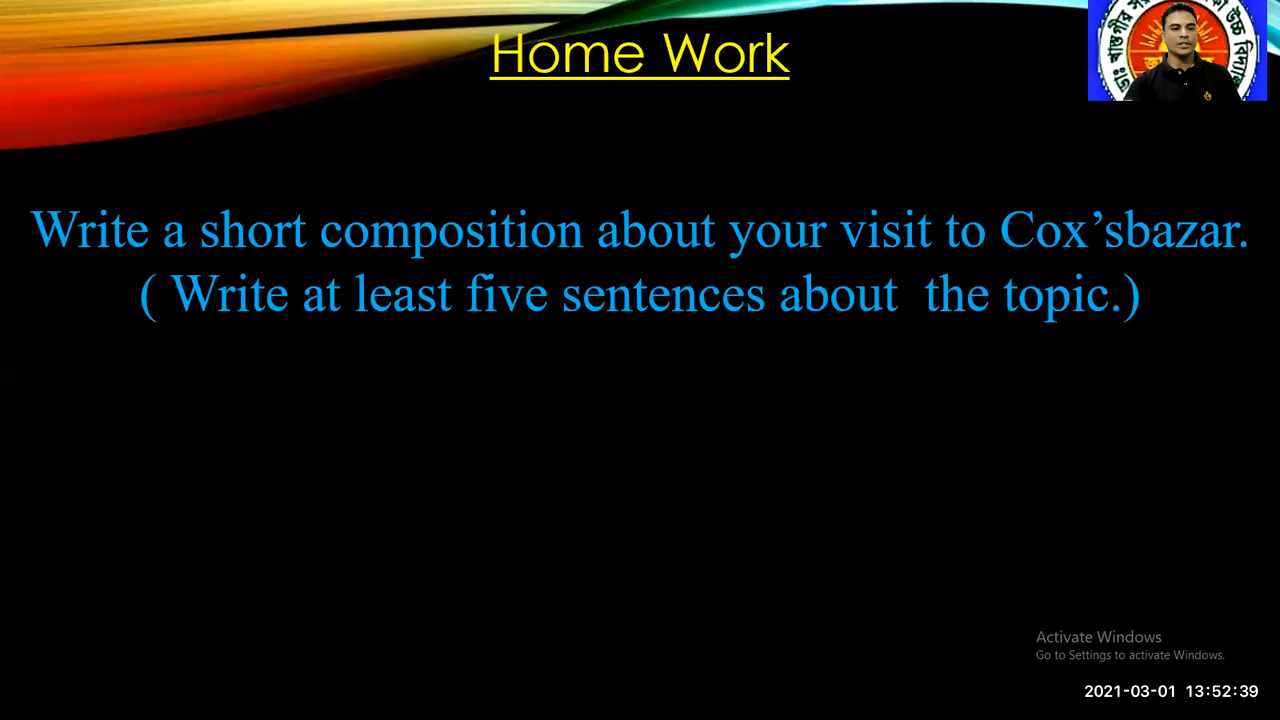 Home Work
Write a short composition about your visit to Cox’sbazar.
( Write at least five sentences about  the topic.)
Activate Windows
Go to Settings to activate Windows.
2021-03-01 13:52:39